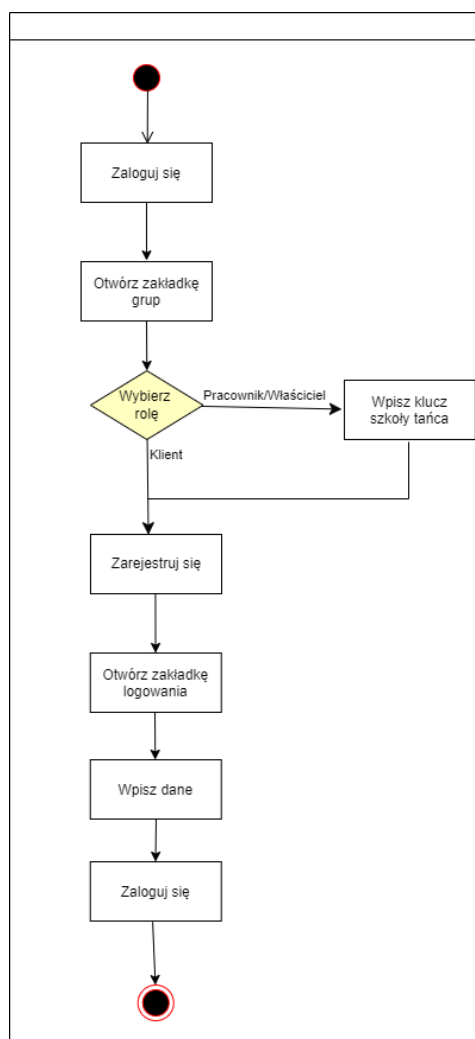 Zaloguj się
Otwórz zakładkę
grup
Wybierz
rolę
Pracownik/Właściciel
Wpisz klucz
szkoły tańca
Klient
Zarejestruj się
Otwórz zakładkę
logowania
Wpisz dane
Zaloguj się